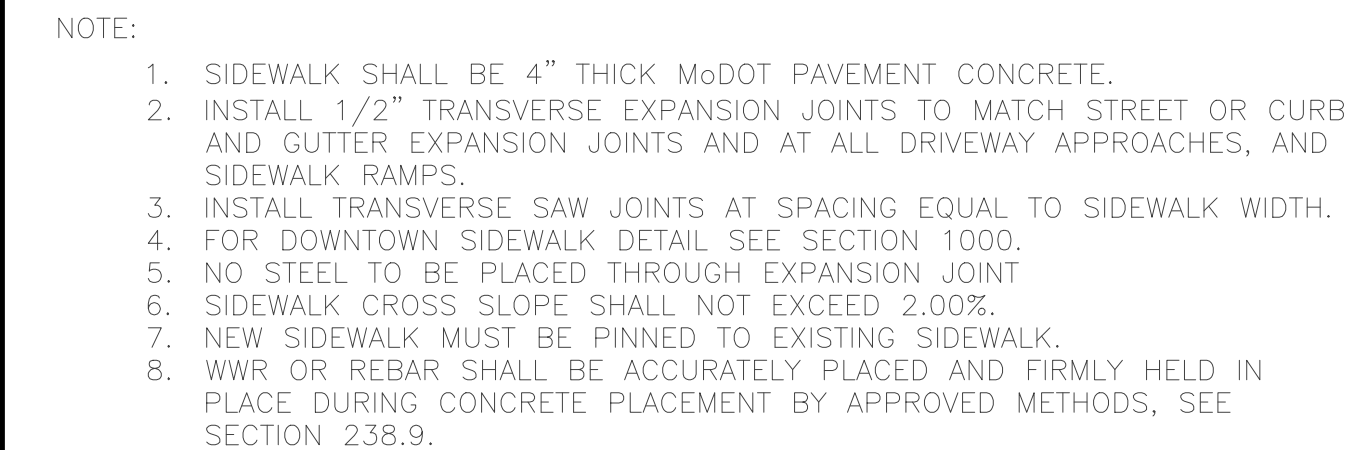 NOTE:
1. SIDEWALK SHALL BE 4" THICK MoDOT PAVEMENT CONCRETE.
2. INSTALL 1/2" TRANSVERSE EXPANSION JOINTS TO MATCH STREET OR CURB
AND GUTTER EXPANSION JOINTS AND AT ALL DRIVEWAY APPROACHES, AND
SIDEWALK RAMPS.
3. INSTALL TRANSVERSE SAW JOINTS AT SPACING EQUAL TO SIDEWALK WIDTH.
4. FOR DOWNTOWN SIDEWALK DETAIL SEE SECTION 1000.
5. NO STEEL TO BE PLACED THROUGH EXPANSION JOINT
6. SIDEWALK CROSS SLOPE SHALL NOT EXCEED 2.00%.
7. NEW SIDEWALK MUST BE PINNED TO EXISTING SIDEWALK.
8. WWR OR REBAR SHALL BE ACCURATELY PLACED AND FIRMLY HELD IN
PLACE DURING CONCRETE PLACEMENT BY APPROVED METHODS, SEE
SECTION 238.9.